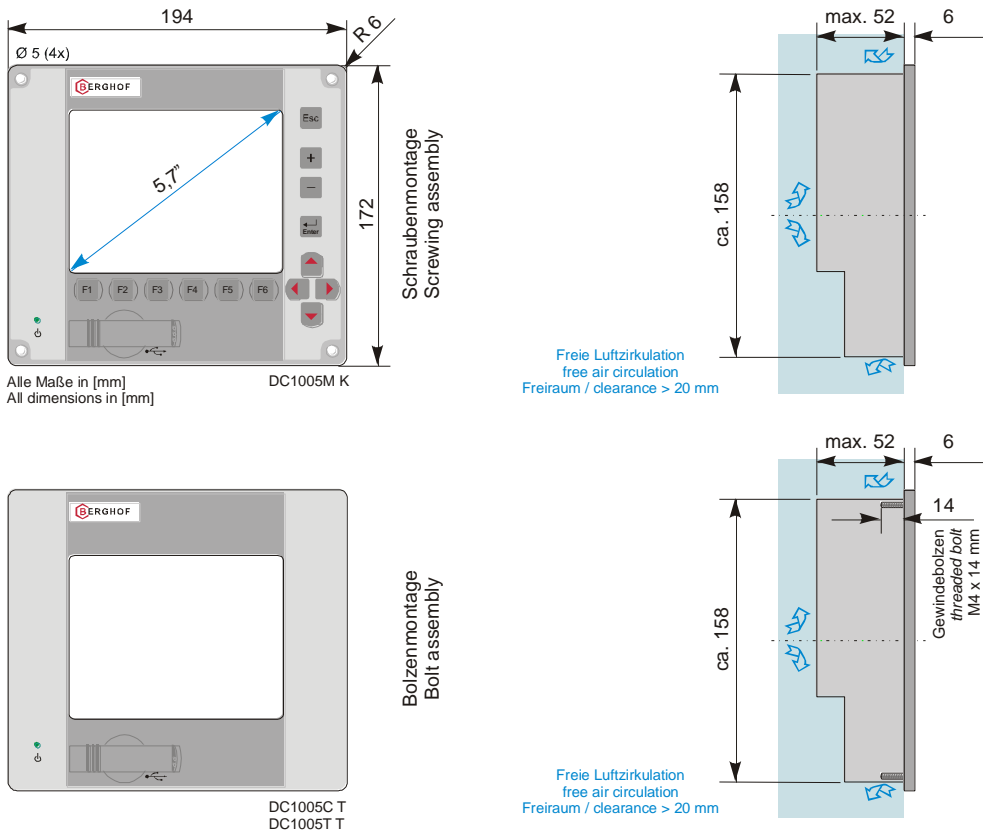 194
R 6
Ø 5 (4x)
BERGHOF
Esc
+
−
Enter
5,7”
172
F1 F2 F3 F4 F5 F6
Schraubenmontage
Screwing assembly
Alle Maße in [mm]
All dimensions in [mm]
DC1005M K
max. 52
6
ca. 158
Freie Luftzirkulation
free air circulation
Freiraum / clearance > 20 mm
BERGHOF
Bolzenmontage
Bolt assembly
DC1005C T
DC1005T T
max. 52
6
14
ca. 158
Gewindebolzen
threaded bolt
M4 x 14 mm
Freie Luftzirkulation
free air circulation
Freiraum / clearance > 20 mm